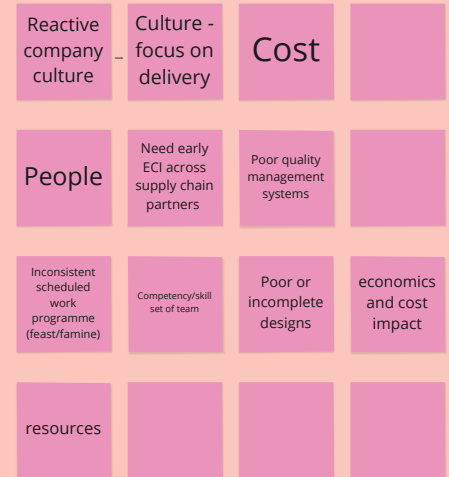 Reactive
company
culture
Culture -
focus on
delivery
Cost
People
Need early
ECI across
supply chain
partners
Poor quality
management
systems
Inconsistent
scheduled
work
programme
(feast/famine)
Competency/skill
set of team
Poor or
incomplete
designs
economics
and cost
impact
resources